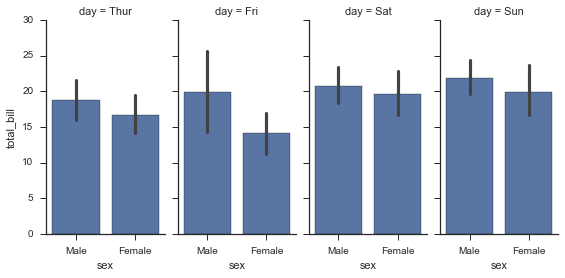 day = Thur
day = Fri
day = Sat
day = Sun
total_bill
30
25
20
15
10
5
0
Male Female
Male Female
Male Female
Male Female
sex
sex
sex
sex